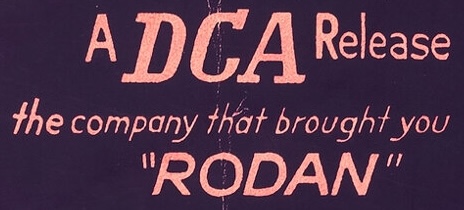 A DCA Release
the company that brought you
"RODAN"